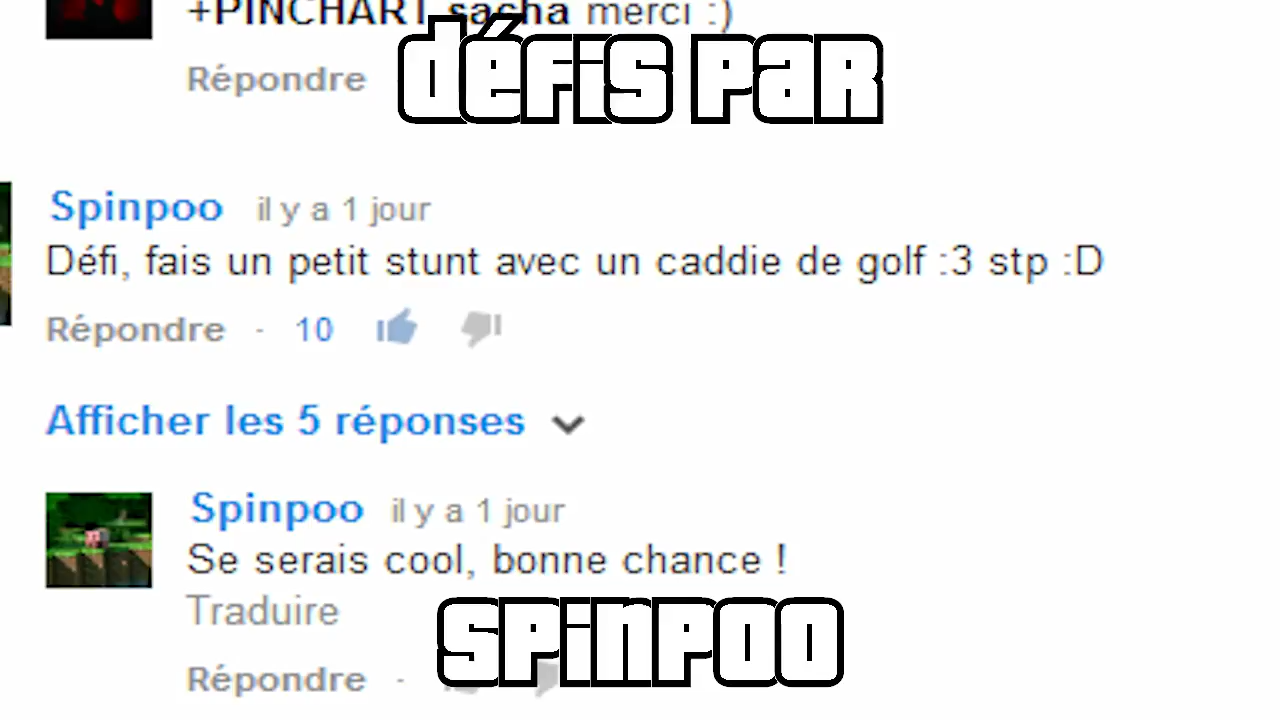 +PINCHART sacha merci :)
Répondre
défis par
Spinpoo il y a 1 jour
Défi, fais un petit stunt avec un caddie de golf :3 stp :D
Répondre · 10
Afficher les 5 réponses
Spinpoo il y a 1 jour
Se serais cool, bonne chance !
Traduire
spinpoo
Répondre ·